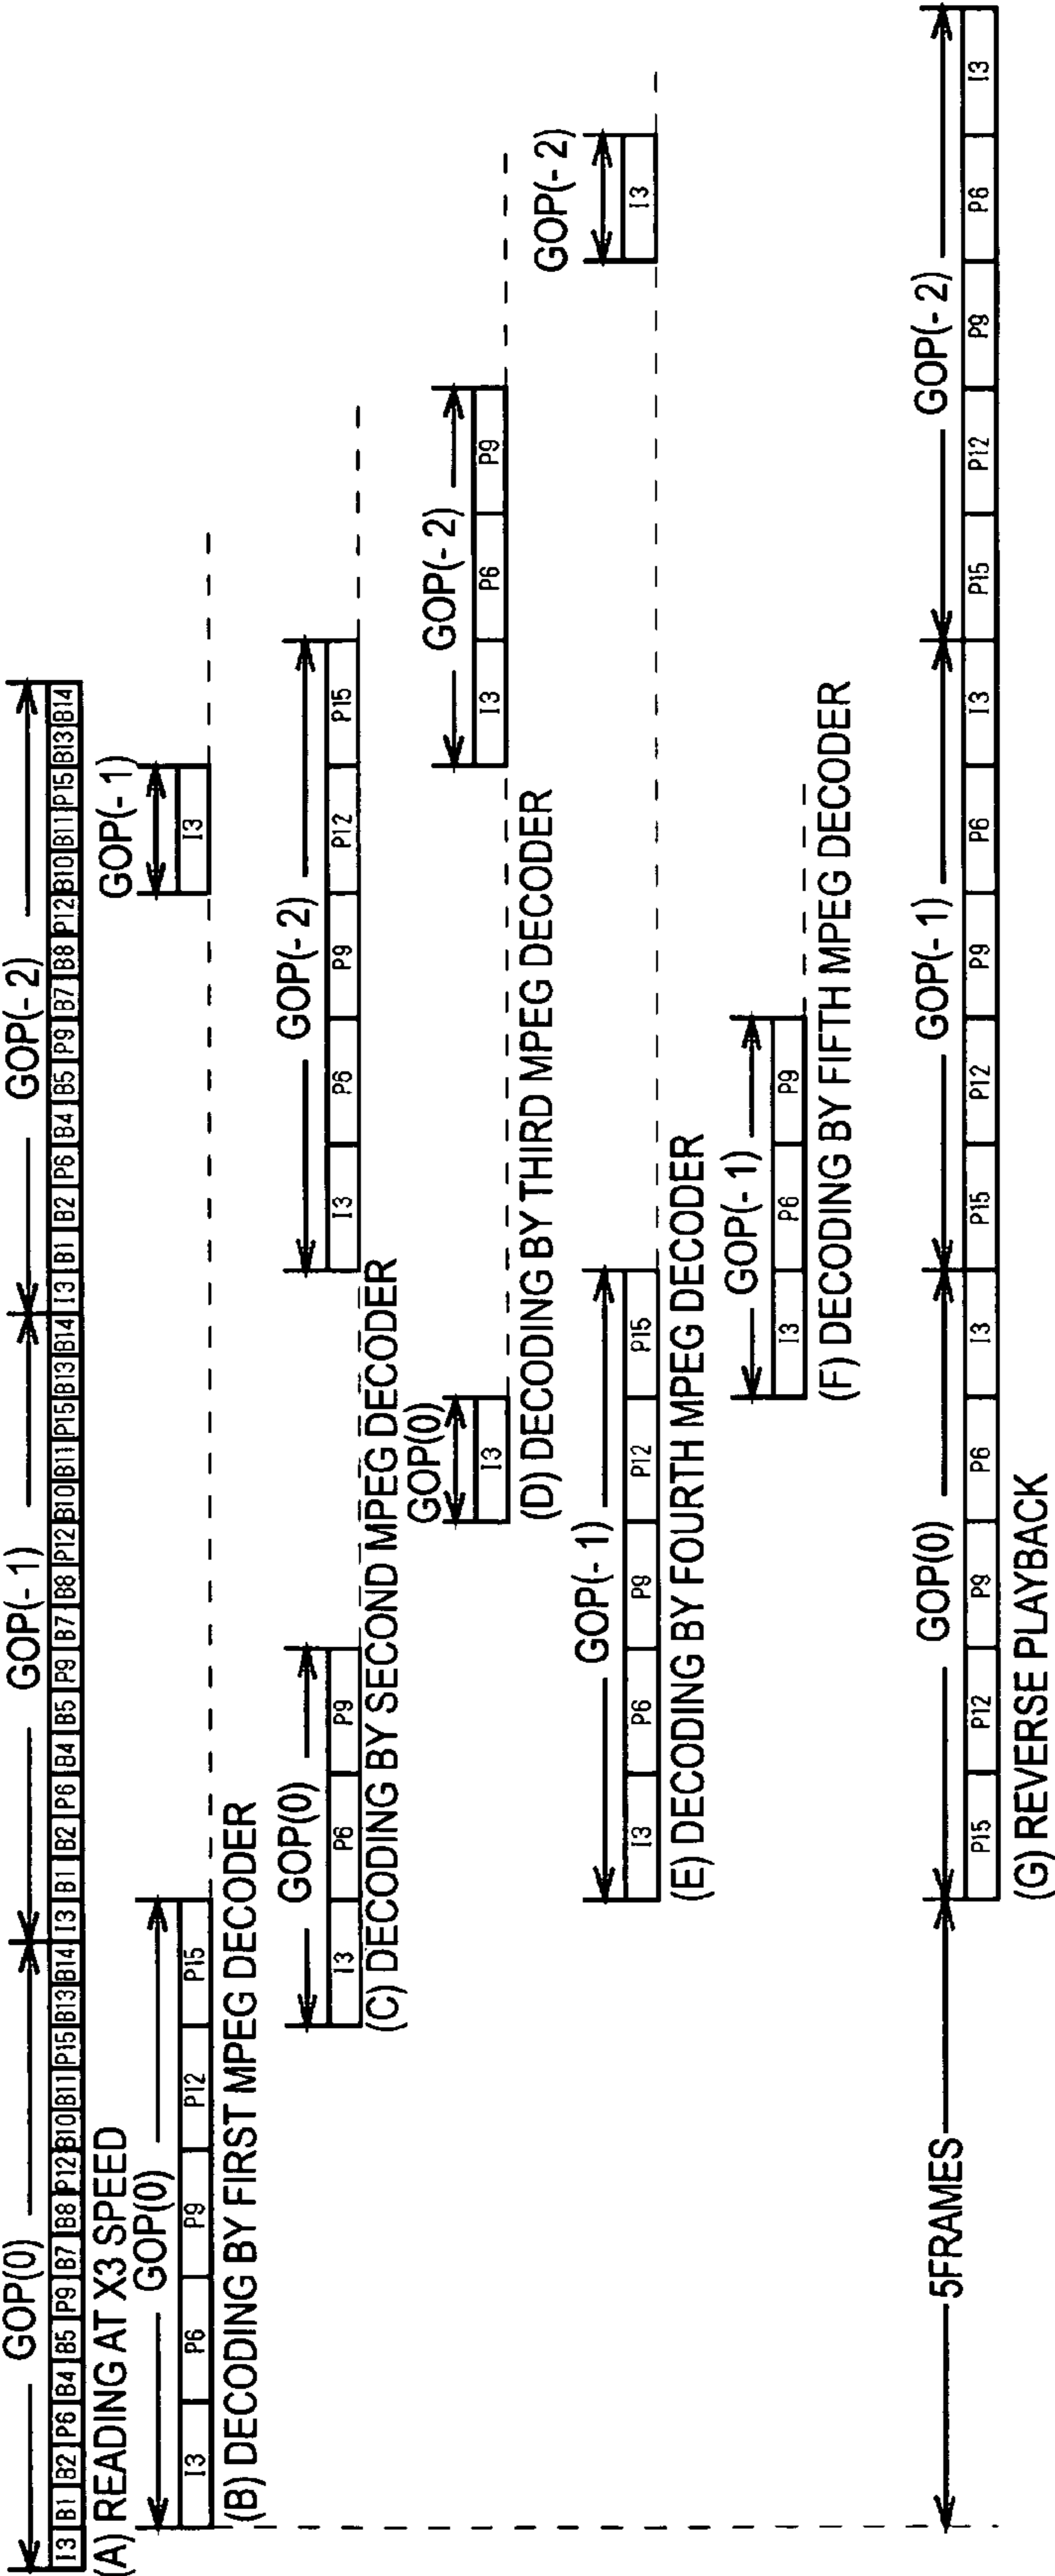 GOP(0) GOP(-1) GOP(-2)
I3 B1 B2 P6 B4 B5 P9 B7 B8 P12 B10 B11 P15 B13 B14 I3 B1 B2 P6 B4 B5 P9 B7 B8 P12 B10 B11 P15 B13 B14 I3 B1 B2 P6 B4 B5 P9 B7 B8 P12 B10 B11 P15 B13 B14
(A) READING AT X3 SPEED
GOP(0) GOP(-1)
I3 P6 P9 P12 P15 I3
(B) DECODING BY FIRST MPEG DECODER
GOP(0) GOP(-2)
I3 P6 P9 I3 P6 P9 P12 P15
(C) DECODING BY SECOND MPEG DECODER
GOP(0) GOP(-2)
I3 I3 P6 P9
(D) DECODING BY THIRD MPEG DECODER
GOP(-1) GOP(-2)
I3 P6 P9 P12 P15 I3
(E) DECODING BY FOURTH MPEG DECODER
GOP(-1)
I3 P6 P9
(F) DECODING BY FIFTH MPEG DECODER
5FRAMES GOP(0) GOP(-1) GOP(-2)
P15 P12 P9 P6 I3 P15 P12 P9 P6 I3 P15 P12 P9 P6 I3
(G) REVERSE PLAYBACK